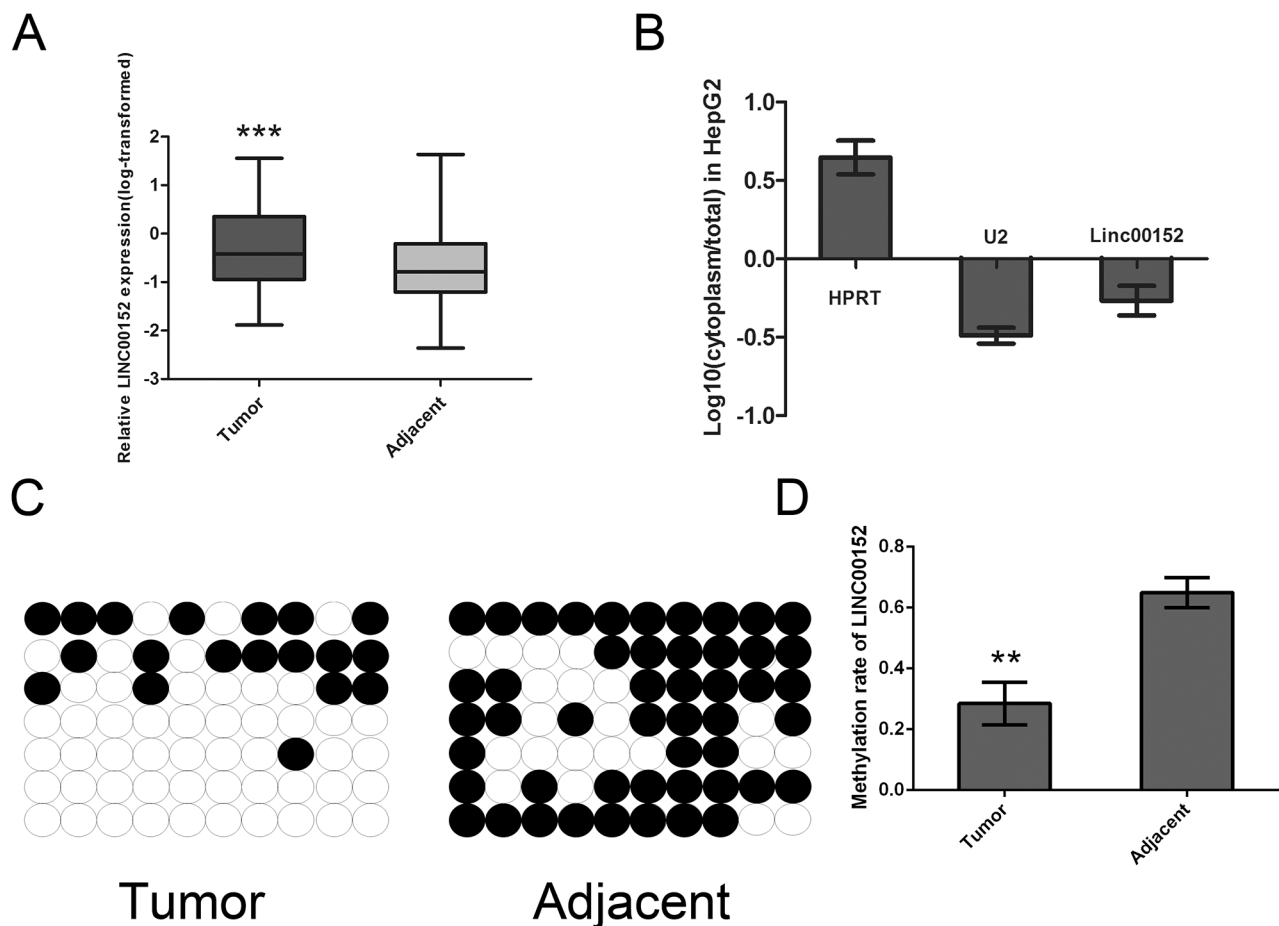 A
Relative LINC00152 expression(log-transformed)
2
1
0
-1
-2
-3
***
Tumor
Adjacent
B
Log10(cytoplasm/total) in HepG2
1.0
0.5
0.0
-0.5
-1.0
HPRT
U2
Linc00152
C
Tumor
Adjacent
D
Methylation rate of LINC00152
0.8
0.6
0.4
0.2
0.0
**
Tumor
Adjacent